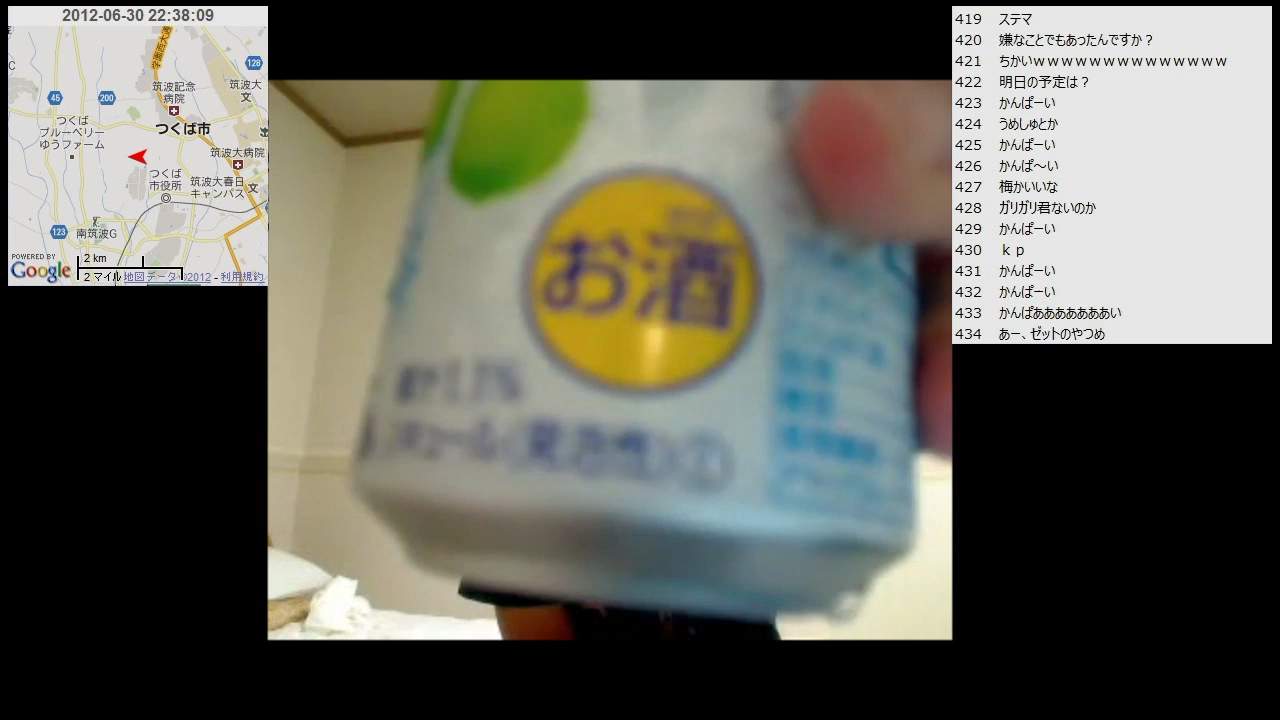 2012-06-30 22:38:09
128
筑波記念
病院
筑波大
文
45
200
つくば市
つくば
ブルーベリー
ゆうファーム
筑波大病院
つくば
市役所
筑波大春日
キャンパス
文
123
南筑波G
POWERED BY
Google
2 km
2 マイル
地図データ ©2012 - 利用規約
お酒
(発泡性)①
419 ステマ
420 嫌なことでもあったんですか？
421 ちかいｗｗｗｗｗｗｗｗｗｗｗｗｗｗ
422 明日の予定は？
423 かんぱーい
424 うめしゅとか
425 かんぱーい
426 かんぱ～い
427 梅かいいな
428 ガリガリ君ないのか
429 かんぱーい
430 ｋｐ
431 かんぱーい
432 かんぱーい
433 かんぱあああああああい
434 あー、ゼットのやつめ